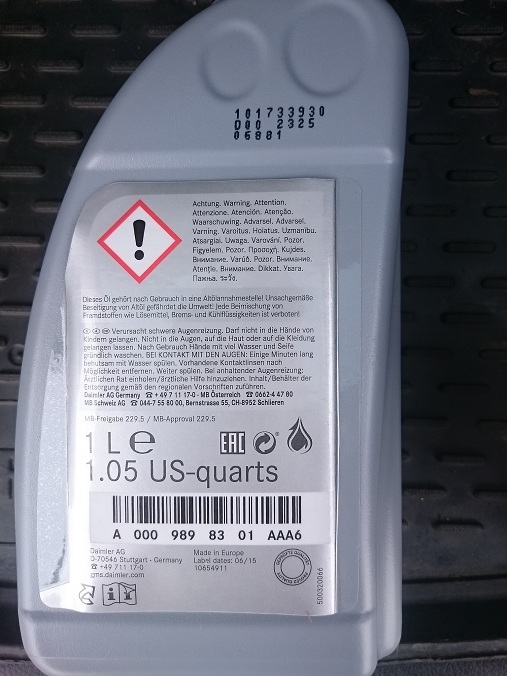 101733930
D00 2325
06881
Achtung. Warning. Attention.
Attenzione. Atención. Atenção.
Waarschuwing. Advarsel. Advarsel.
Varning. Varoitus. Hoiatus. Uzmanību.
Atsargiai. Uwaga. Varování. Pozor.
Figyelem. Pozor. Προσοχή. Kujdes.
Внимание. Varúð. Pozor. Внимание.
Atenţie. Внимание. Dikkat. Увага.
Пажња.
Dieses Öl gehört nach Gebrauch in eine Altölannahmestelle! Unsachgemäße
Beseitigung von Altöl gefährdet die Umwelt! Jede Beimischung von
Fremdstoffen wie Lösemittel, Brems- und Kühlflüssigkeiten ist verboten!
Verursacht schwere Augenreizung. Darf nicht in die Hände von
Kindern gelangen. Nicht in die Augen, auf die Haut oder auf die Kleidung
gelangen lassen. Nach Gebrauch Hände mit viel Wasser und Seife
gründlich waschen. BEI KONTAKT MIT DEN AUGEN: Einige Minuten lang
behutsam mit Wasser spülen. Vorhandene Kontaktlinsen nach
Möglichkeit entfernen. Weiter spülen. Bei anhaltender Augenreizung:
Ärztlichen Rat einholen/ärztliche Hilfe hinzuziehen. Inhalt/Behälter der
Entsorgung gemäß den regionalen Vorschriften zuführen.
Daimler AG Germany ☎ +49 7 11 17-0 · MB Österreich ☎ 0662-4 47 80
MB Schweiz AG ☎ 044-7 55 80 00, Bernstrasse 55, CH-8952 Schlieren
MB-Freigabe 229.5 / MB-Approval 229.5
1 L e EAC
1.05 US-quarts
A 000 989 83 01 AAA6
Daimler AG
D-70546 Stuttgart · Germany
☎ +49 711 17-0
gms.daimler.com
Made in Europe
Label dates: 06/15
10654911
500320066